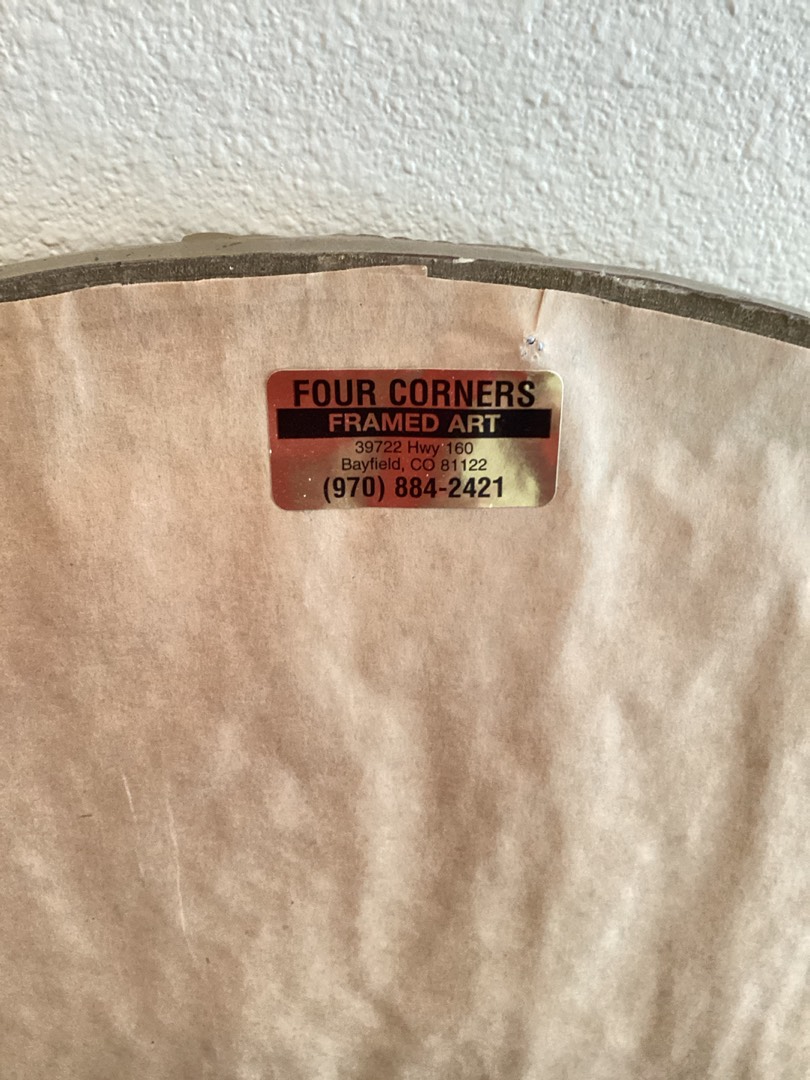 FOUR CORNERS
FRAMED ART
39722 Hwy 160
Bayfield, CO 81122
(970) 884-2421